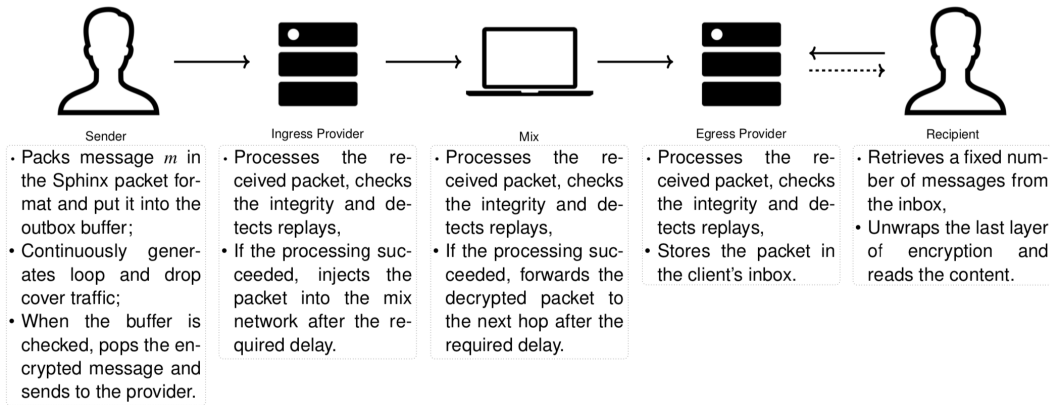 Sender
• Packs message m in
the Sphinx packet for-
mat and put it into the
outbox buffer;
• Continuously gener-
ates loop and drop
cover traffic;
• When the buffer is
checked, pops the en-
crypted message and
sends to the provider.
Ingress Provider
• Processes the re-
ceived packet, checks
the integrity and de-
tects replays,
• If the processing suc-
ceeded, injects the
packet into the mix
network after the re-
quired delay.
Mix
• Processes the re-
ceived packet, checks
the integrity and de-
tects replays,
• If the processing suc-
ceeded, forwards the
decrypted packet to
the next hop after the
required delay.
Egress Provider
• Processes the re-
ceived packet, checks
the integrity and de-
tects replays,
• Stores the packet in
the client's inbox.
Recipient
• Retrieves a fixed num-
ber of messages from
the inbox,
• Unwraps the last layer
of encryption and
reads the content.